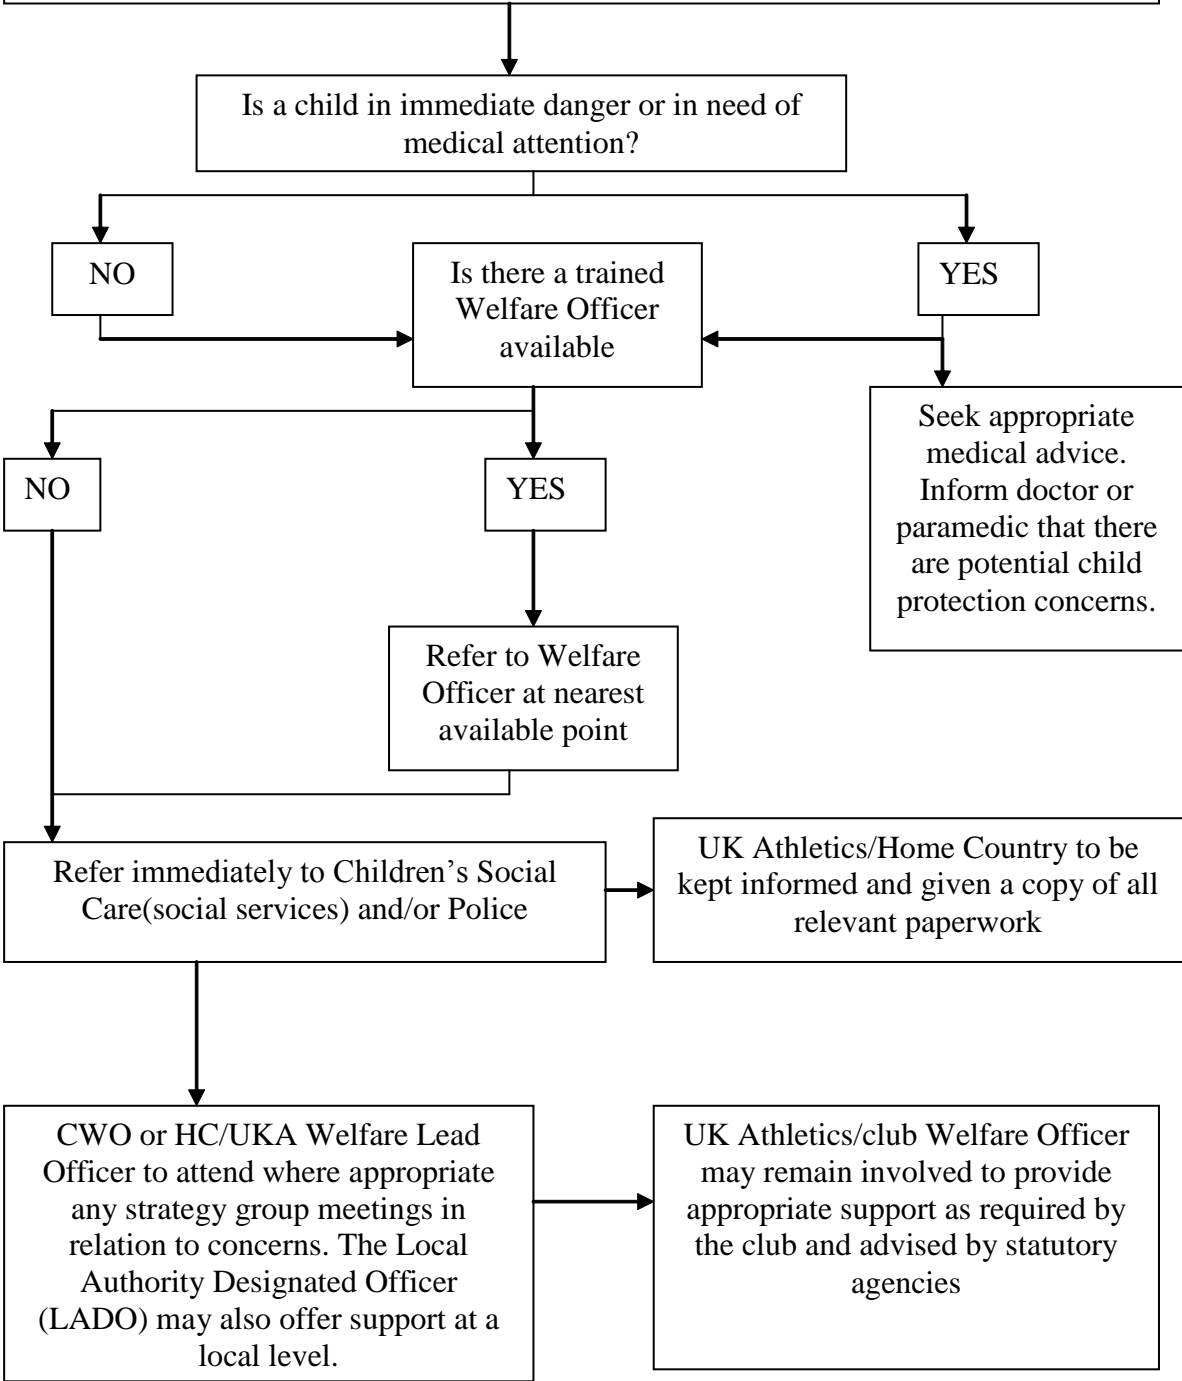 Is a child in immediate danger or in need of
medical attention?
NO
Is there a trained
Welfare Officer
available
YES
Seek appropriate
medical advice.
Inform doctor or
paramedic that there
are potential child
protection concerns.
NO
YES
Refer to Welfare
Officer at nearest
available point
Refer immediately to Children’s Social
Care(social services) and/or Police
UK Athletics/Home Country to be
kept informed and given a copy of all
relevant paperwork
CWO or HC/UKA Welfare Lead
Officer to attend where appropriate
any strategy group meetings in
relation to concerns. The Local
Authority Designated Officer
(LADO) may also offer support at a
local level.
UK Athletics/club Welfare Officer
may remain involved to provide
appropriate support as required by
the club and advised by statutory
agencies